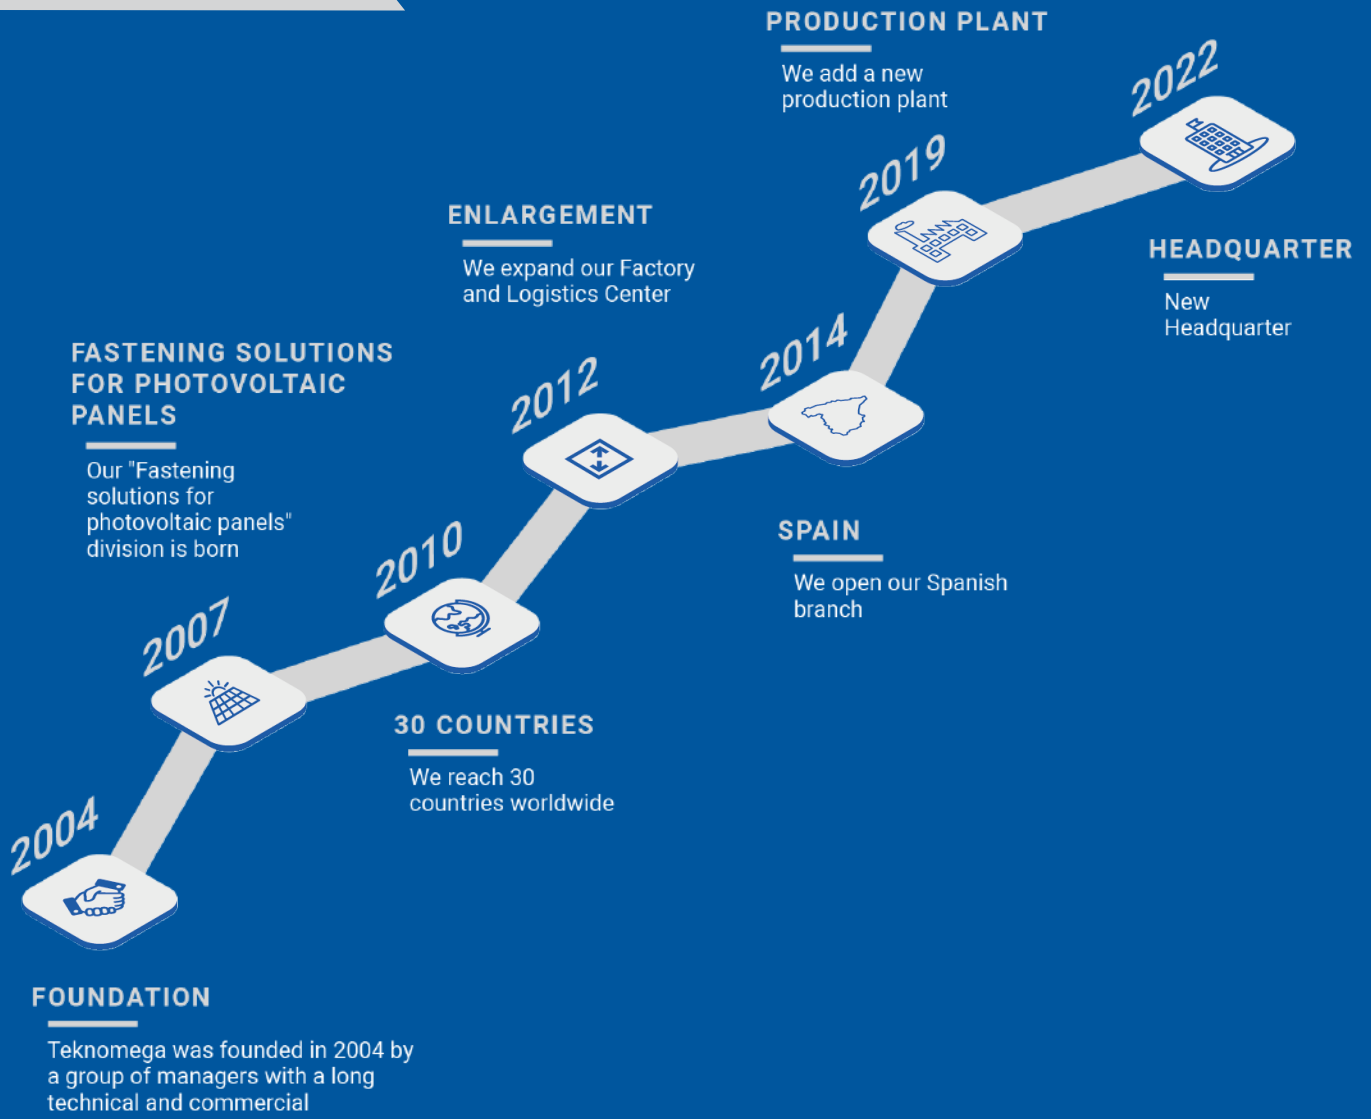 PRODUCTION PLANT
We add a new
production plant
2022
2019
ENLARGEMENT
We expand our Factory
and Logistics Center
HEADQUARTER
New
Headquarter
FASTENING SOLUTIONS
FOR PHOTOVOLTAIC
PANELS
Our "Fastening
solutions for
photovoltaic panels"
division is born
2014
2012
SPAIN
We open our Spanish
branch
2010
2007
30 COUNTRIES
We reach 30
countries worldwide
2004
FOUNDATION
Teknomega was founded in 2004 by
a group of managers with a long
technical and commercial